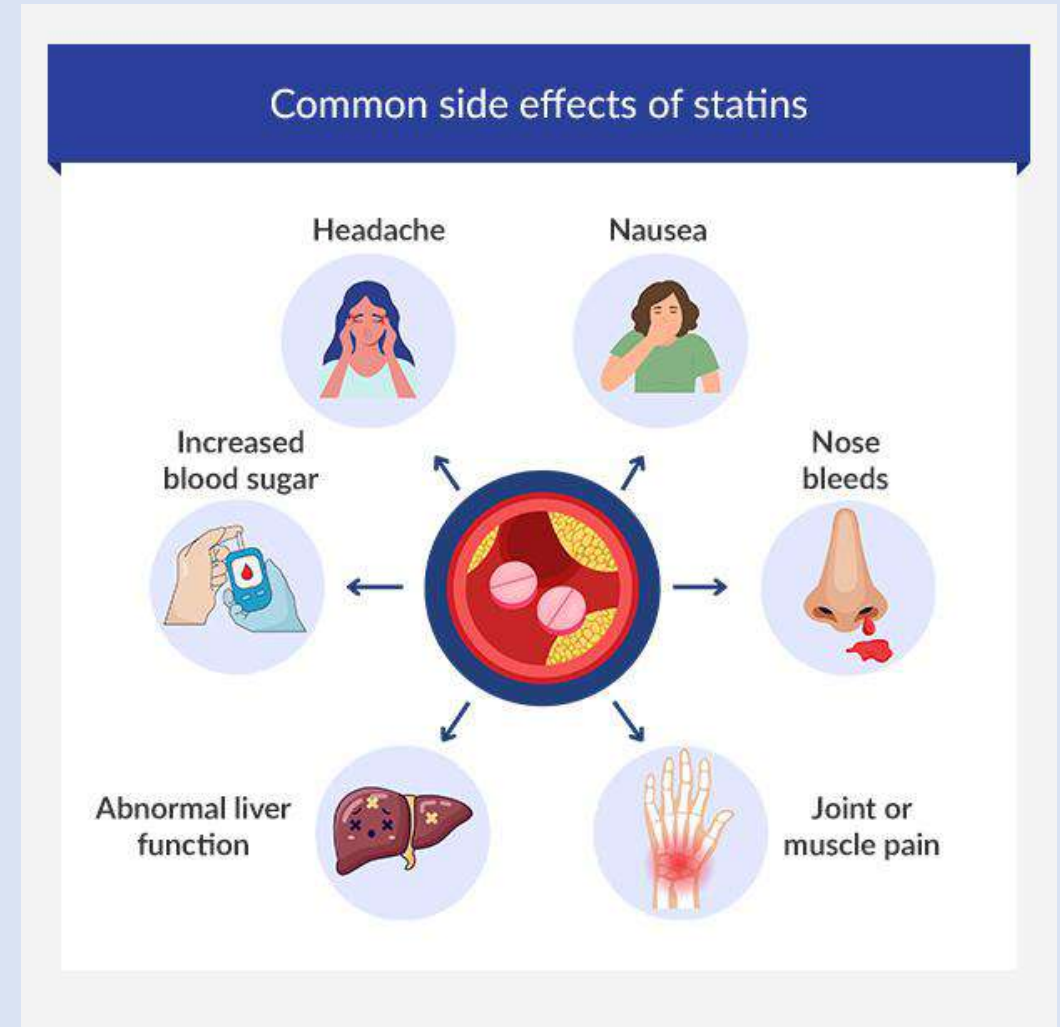 Common side effects of statins
Headache
Nausea
Increased
blood sugar
Nose
bleeds
Abnormal liver
function
Joint or
muscle pain